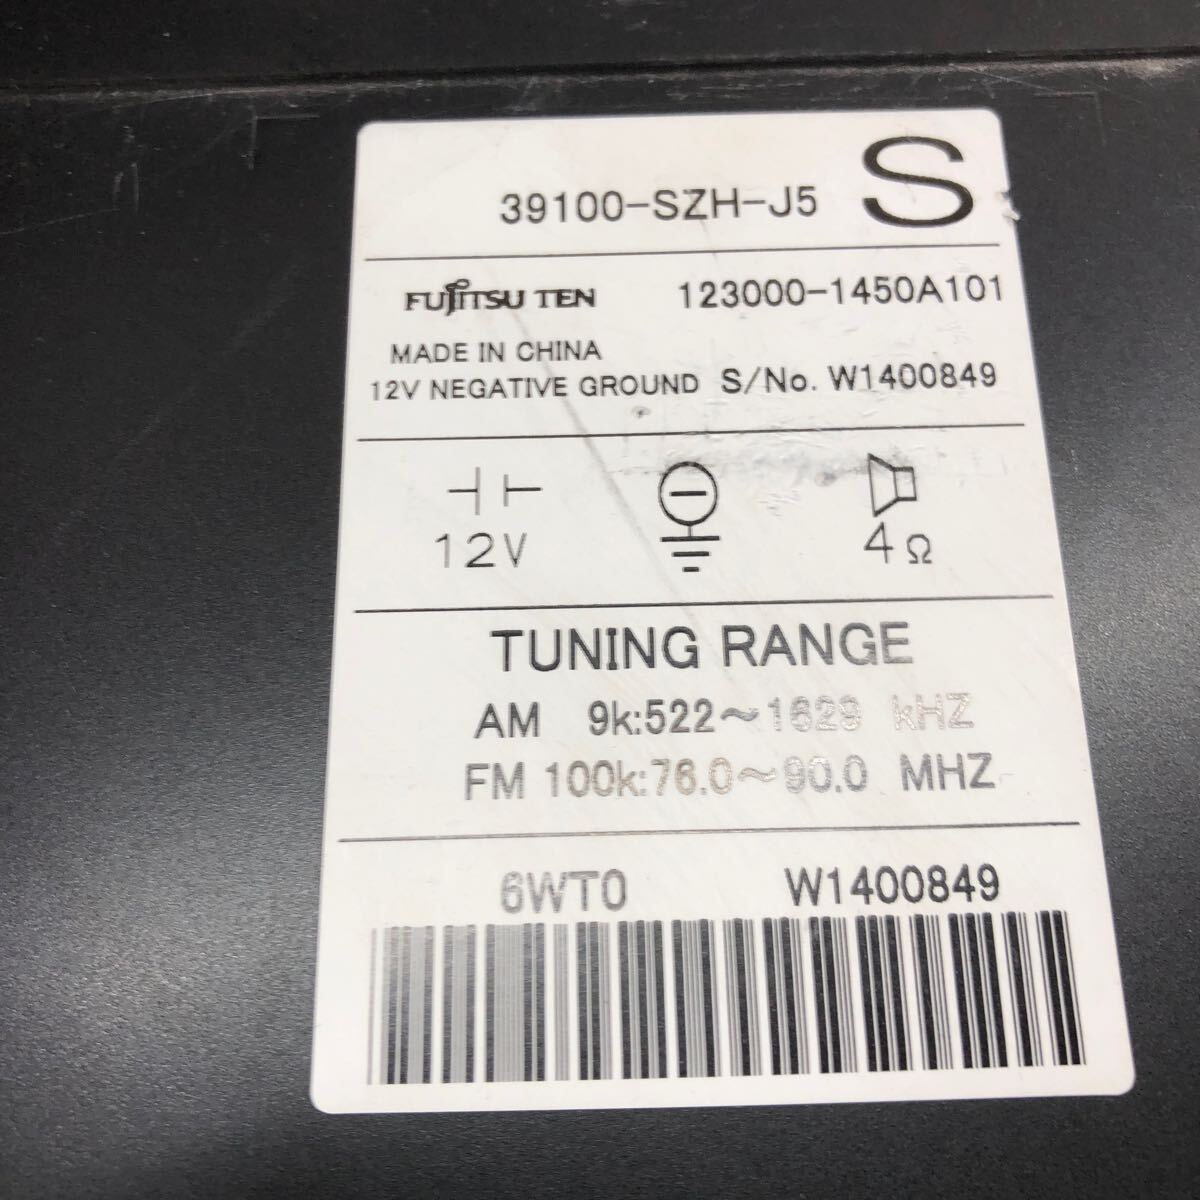 39100-SZH-J5 S
FUJITSU TEN 123000-1450A101
MADE IN CHINA
12V NEGATIVE GROUND S/No. W1400849
12V 4Ω
TUNING RANGE
AM 9k:522~1629 kHZ
FM 100k:76.0~90.0 MHZ
6WT0 W1400849